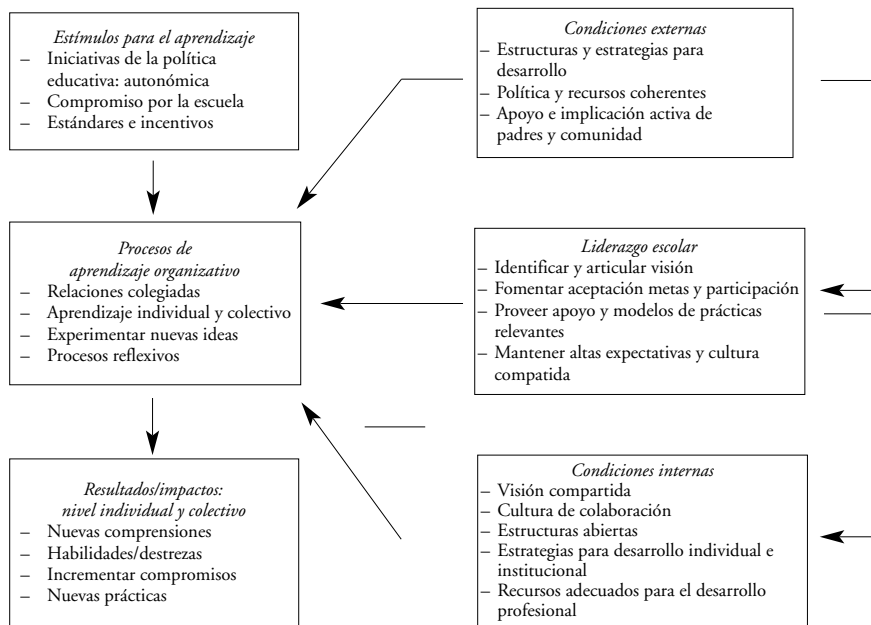 Estímulos para el aprendizaje
– Iniciativas de la política
educativa: autonómica
– Compromiso por la escuela
– Estándares e incentivos
Condiciones externas
– Estructuras y estrategias para
desarrollo
– Política y recursos coherentes
– Apoyo e implicación activa de
padres y comunidad
Procesos de
aprendizaje organizativo
– Relaciones colegiadas
– Aprendizaje individual y colectivo
– Experimentar nuevas ideas
– Procesos reflexivos
Liderazgo escolar
– Identificar y articular visión
– Fomentar aceptación metas y participación
– Proveer apoyo y modelos de prácticas
relevantes
– Mantener altas expectativas y cultura
compatida
Resultados/impactos:
nivel individual y colectivo
– Nuevas comprensiones
– Habilidades/destrezas
– Incrementar compromisos
– Nuevas prácticas
Condiciones internas
– Visión compartida
– Cultura de colaboración
– Estructuras abiertas
– Estrategias para desarrollo individual e
institucional
– Recursos adecuados para el desarrollo
profesional